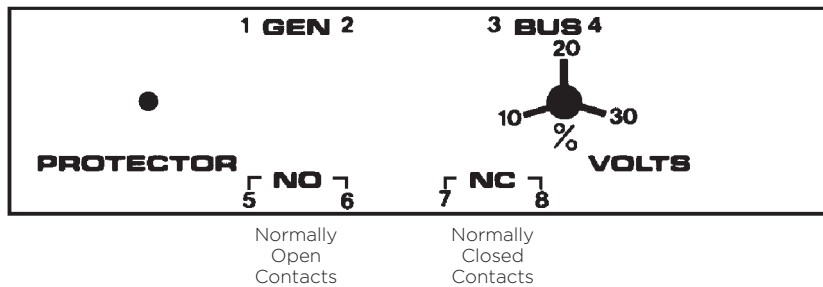 1 GEN 2 3 BUS 4
20
10 30
%
PROTECTOR VOLTS
NO NC
5 6 7 8
Normally Normally
Open Closed
Contacts Contacts